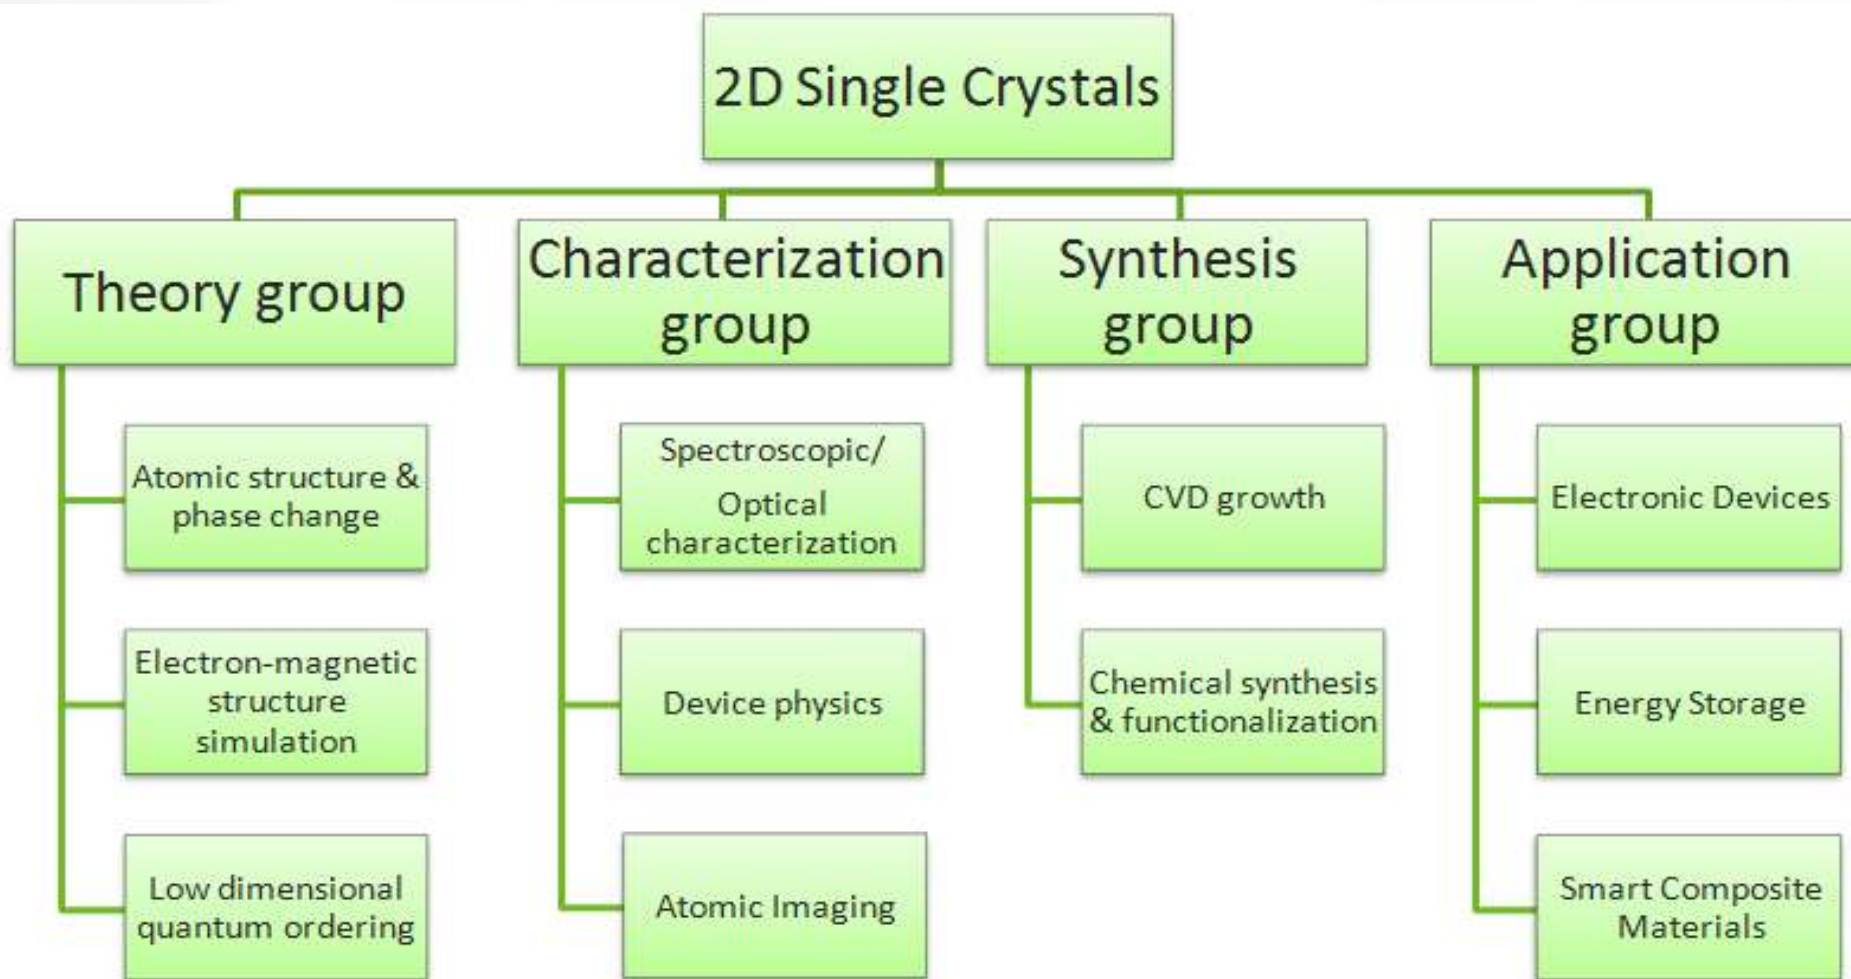 2D Single Crystals
Theory group
Characterization
group
Synthesis
group
Application
group
Atomic structure &
phase change
Electron-magnetic
structure
simulation
Low dimensional
quantum ordering
Spectroscopic/
Optical
characterization
Device physics
Atomic Imaging
CVD growth
Chemical synthesis
& functionalization
Electronic Devices
Energy Storage
Smart Composite
Materials